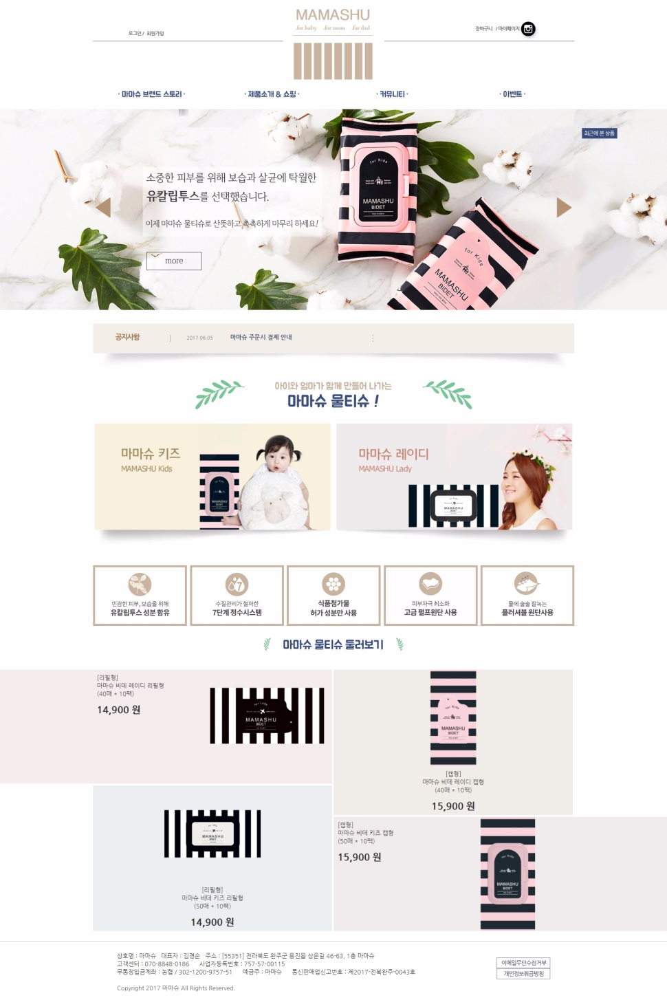 MAMASHU
.for baby .for mom .for dad
로그인 / 회원가입
장바구니 / 마이페이지
· 마마슈 브랜드 스토리 ·
· 제품소개 & 쇼핑 ·
· 커뮤니티 ·
· 이벤트 ·
최근에 본 상품
소중한 피부를 위해 보습과 살균에 탁월한
유칼립투스를 선택했습니다.
이제 마마슈 물티슈로 산뜻하고 촉촉하게 마무리 하세요!
more
for Kids
MAMASHU
BIDET
for Kids
MAMASHU
BIDET
공지사항
2017.06.05
마마슈 주문시 결제 안내
아이와 엄마가 함께 만들어 나가는
마마슈 물티슈 !
마마슈 키즈
MAMASHU Kids
MAMASHU
BIDET
마마슈 레이디
MAMASHU Lady
MAMASHU
BIDET
민감한 피부, 보습을 위해
유칼립투스 성분 함유
7
수질관리가 철저한
7단계 정수시스템
식품첨가물
허가 성분만 사용
피부자극 최소화
고급 펄프원단 사용
물에 술술 잘녹는
플러셔블 원단사용
마마슈 물티슈 둘러보기
[리필형]
마마슈 비데 레이디 리필형
(40매 * 10팩)
14,900 원
for Lady
MAMASHU
BIDET
for Kids
MAMASHU
BIDET
[캡형]
마마슈 비데 레이디 캡형
(40매 * 10팩)
15,900 원
MAMASHU
BIDET
[리필형]
마마슈 비데 키즈 리필형
(50매 * 10팩)
14,900 원
[캡형]
마마슈 비데 키즈 캡형
(50매 * 10팩)
15,900 원
for Kids
MAMASHU
BIDET
상호명 : 마마슈 대표자 : 김경순 주소 : [55351] 전라북도 완주군 용진읍 상운길 46-63, 1층 마마슈
고객센터 : 070-8848-0186 사업자등록번호 : 757-57-00115
무통장입금계좌 : 농협 / 302-1200-9757-51 예금주 : 마마슈 통신판매업신고번호 : 제2017-전북완주-0043호
이메일무단수집거부
개인정보취급방침
Copyright 2017 마마슈 All Rights Reserved.